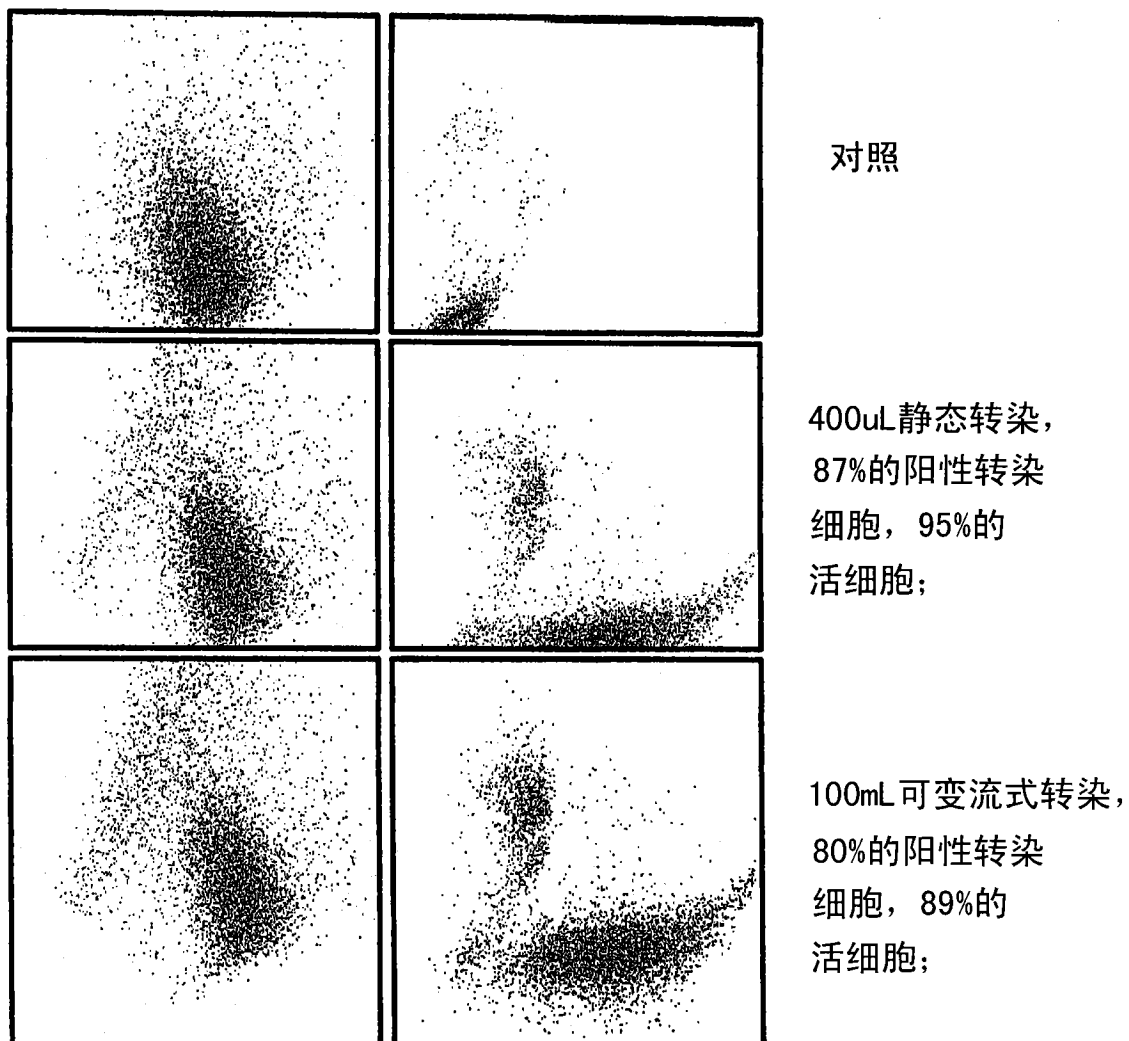 对照
400uL静态转染，
87%的阳性转染
细胞，95%的
活细胞；
100mL可变流式转染，
80%的阳性转染
细胞，89%的
活细胞；